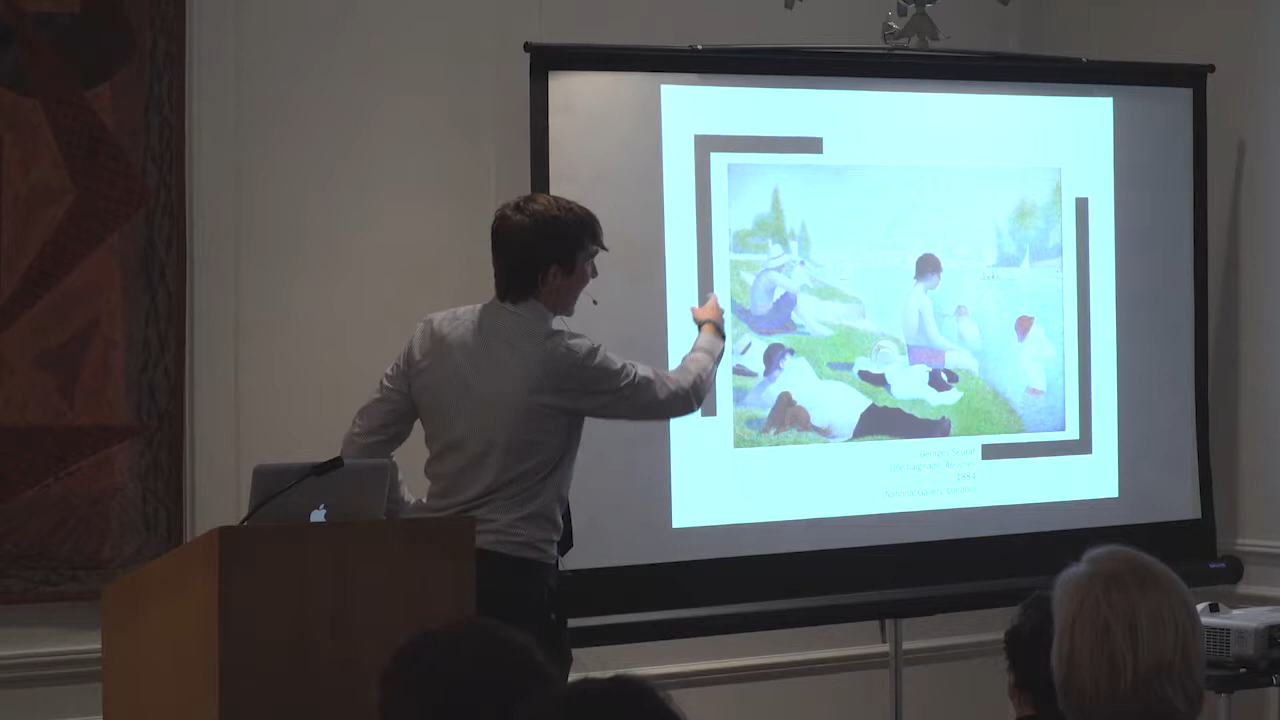 Georges Seurat
Une baignade, Asnières
1884
National Gallery, London